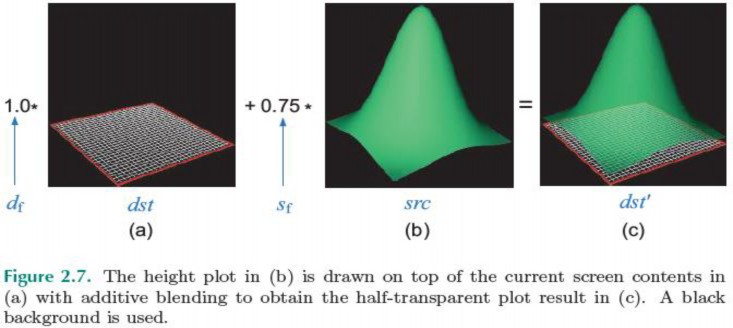 1.0* + 0.75 * =
d_f dst s_f src dst'
(a) (b) (c)
Figure 2.7. The height plot in (b) is drawn on top of the current screen contents in
(a) with additive blending to obtain the half-transparent plot result in (c). A black
background is used.